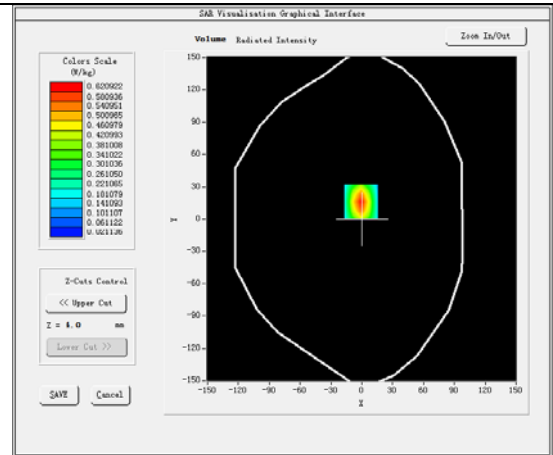 SAR Visualisation Graphical Interface
Volume Radiated Intensity
Zoom In/Out
Colors Scale
(W/kg)
0.620922
0.580936
0.540951
0.500965
0.460979
0.420993
0.381008
0.341022
0.301036
0.261050
0.221065
0.181079
0.141093
0.101107
0.061122
0.021136
150
120
90
60
30
0
-30
-60
-90
-120
-150
Y
-150 -120 -90 -60 -30 0 30 60 90 120 150
X
Z-Cuts Control
<< Upper Cut
Z = 4.0 mm
Lower Cut >>
SAVE Cancel